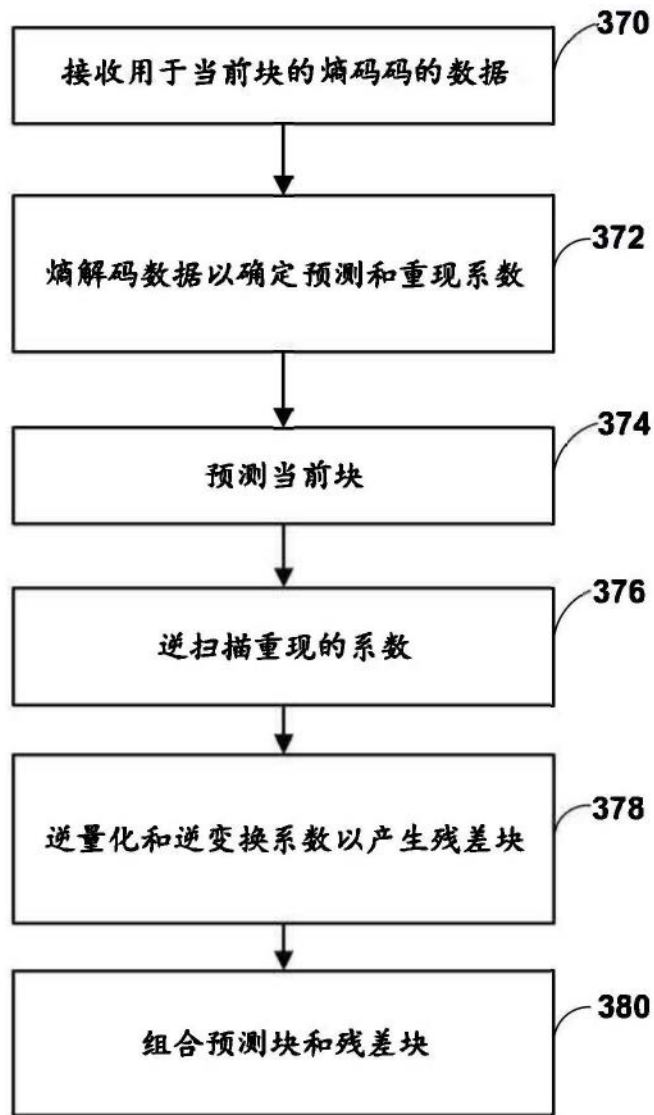 370
接收用于当前块的熵码码的数据
372
熵解码数据以确定预测和重现系数
374
预测当前块
376
逆扫描重现的系数
378
逆量化和逆变换系数以产生残差块
380
组合预测块和残差块